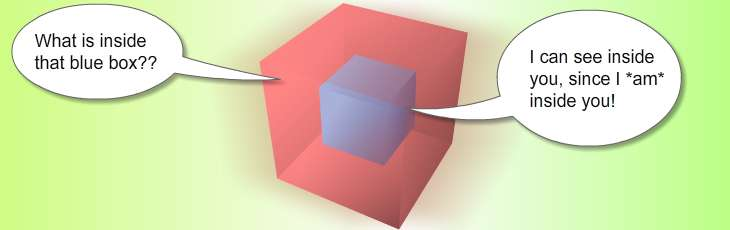 What is inside
that blue box??
I can see inside
you, since I *am*
inside you!